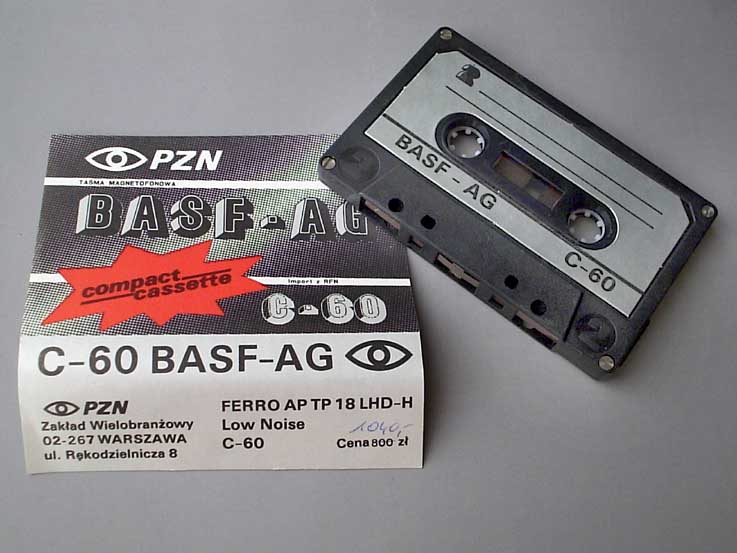 PZN
TAŚMA MAGNETOFONOWA
BASF-AG
compact
cassette
Import z RFN
C-60
C-60 BASF-AG
PZN
Zakład Wielobranżowy
02-267 WARSZAWA
ul. Rękodzielnicza 8
FERRO AP TP 18 LHD-H
Low Noise
C-60
1040,-
Cena 800 zł
BASF - AG
C-60
2